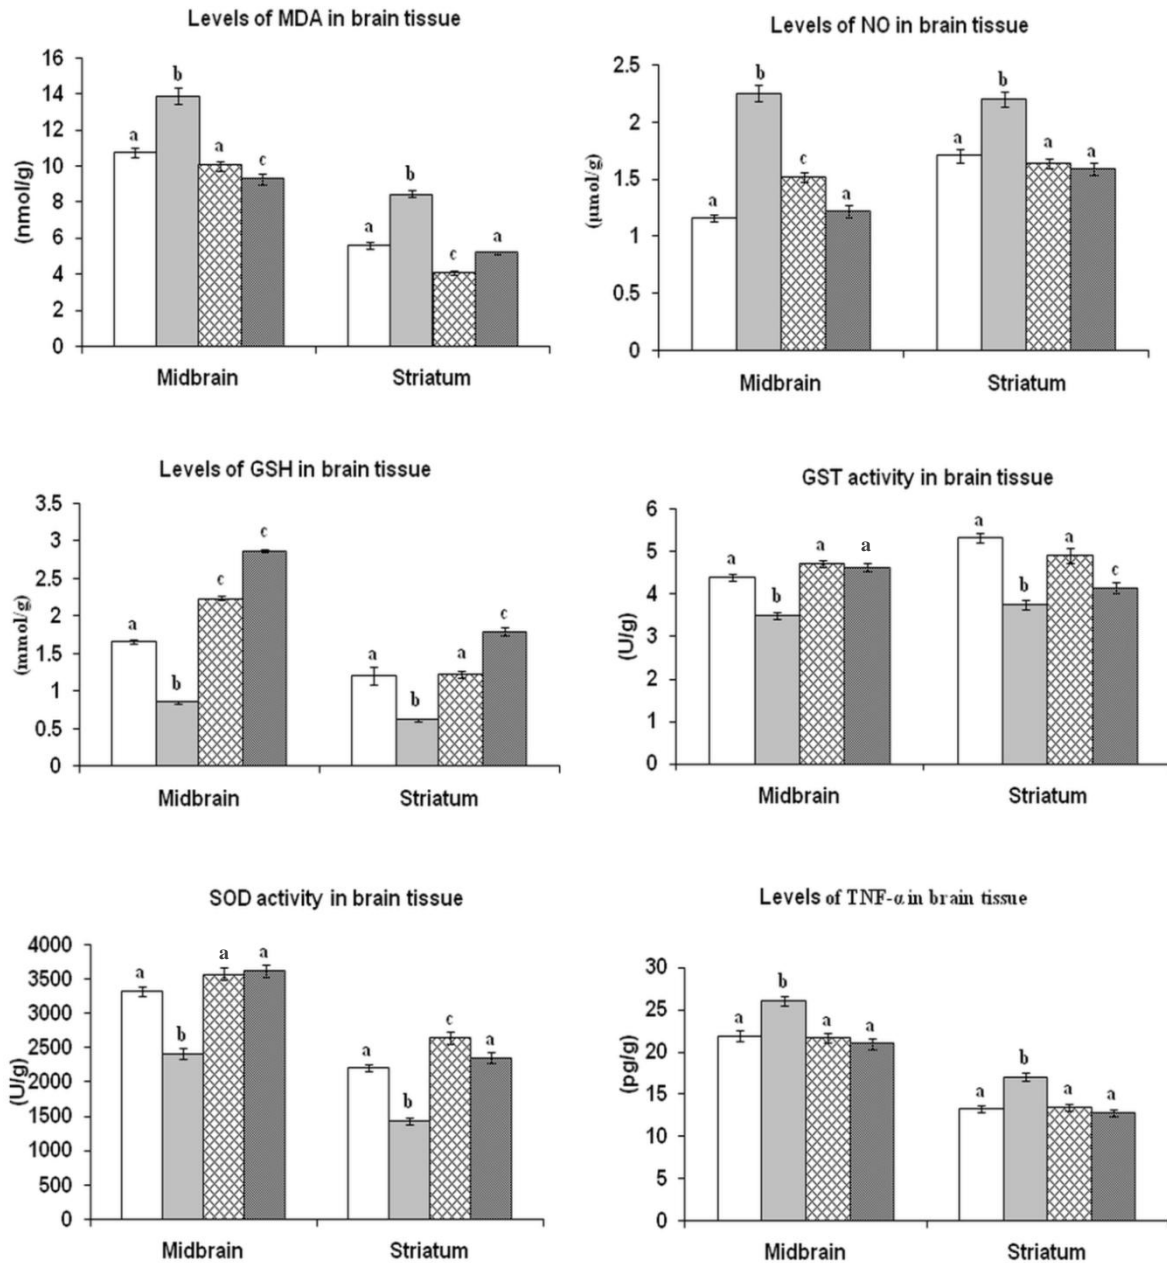 Levels of MDA in brain tissue
(nmol/g)
16
14
12
10
8
6
4
2
0
a
b
a
c
a
b
c
a
Midbrain
Striatum
Levels of NO in brain tissue
(µmol/g)
2.5
2
1.5
1
0.5
0
a
b
c
a
a
b
a
a
Midbrain
Striatum
Levels of GSH in brain tissue
(mmol/g)
3.5
3
2.5
2
1.5
1
0.5
0
a
b
c
c
a
b
a
c
Midbrain
Striatum
GST activity in brain tissue
(U/g)
6
5
4
3
2
1
0
a
b
a
a
a
b
a
c
Midbrain
Striatum
SOD activity in brain tissue
(U/g)
4000
3500
3000
2500
2000
1500
1000
500
0
a
b
a
a
a
b
c
a
Midbrain
Striatum
Levels of TNF-α in brain tissue
(pg/g)
30
25
20
15
10
5
0
a
b
a
a
a
b
a
a
Midbrain
Striatum